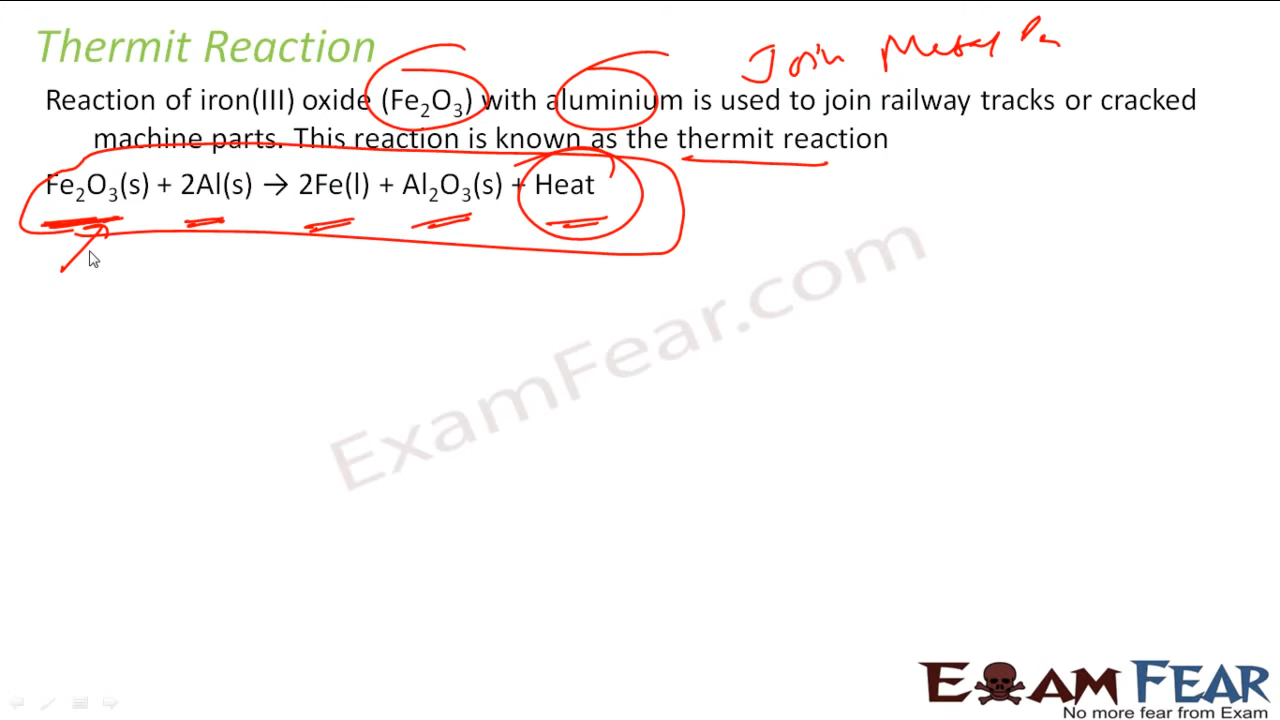 Thermit Reaction
Join Metal Pa
Reaction of iron(III) oxide (Fe₂O₃) with aluminium is used to join railway tracks or cracked
machine parts. This reaction is known as the thermit reaction
Fe₂O₃(s) + 2Al(s) → 2Fe(l) + Al₂O₃(s) + Heat
ExamFear.com
EXAM FEAR
No more fear from Exam